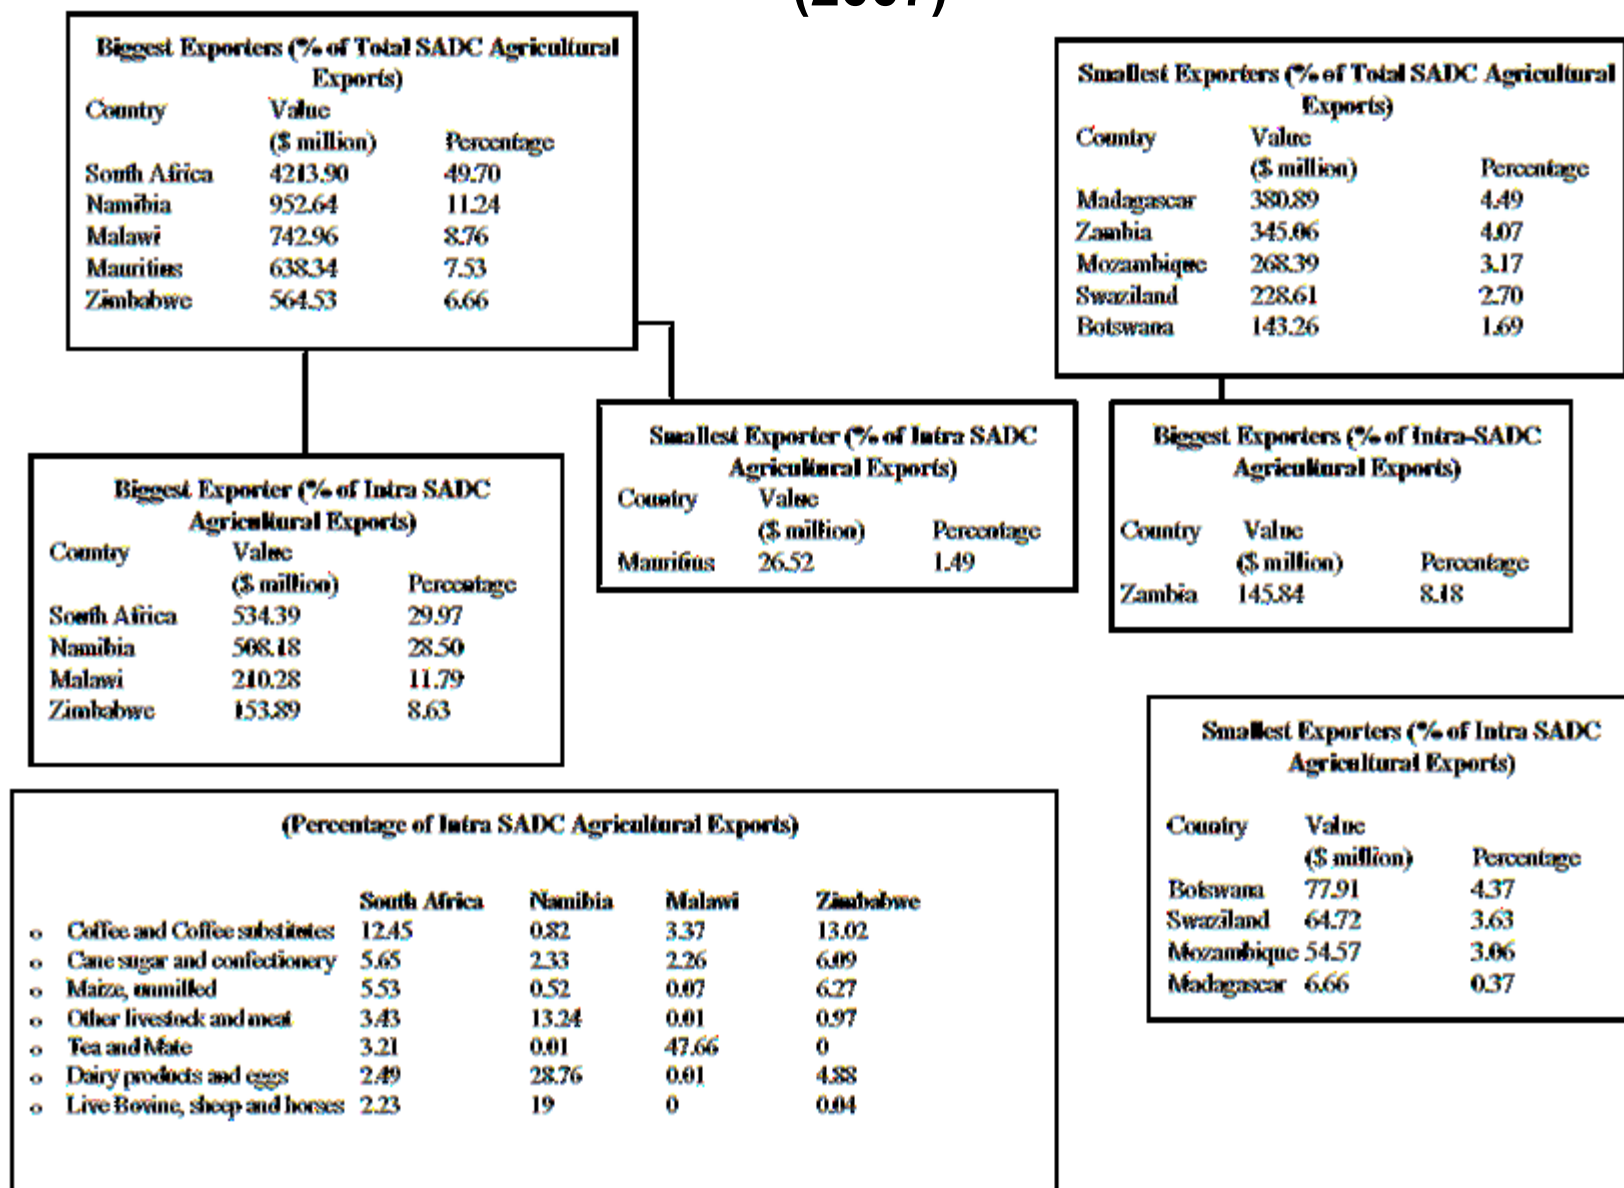 (2007)
Biggest Exporters (% of Total SADC Agricultural
Exports)
Country Value
($ million) Percentage
South Africa 4213.90 49.70
Namibia 952.64 11.24
Malawi 742.96 8.76
Mauritius 638.34 7.53
Zimbabwe 564.53 6.66
Smallest Exporters (% of Total SADC Agricultural
Exports)
Country Value
($ million) Percentage
Madagascar 380.89 4.49
Zambia 345.06 4.07
Mozambique 268.39 3.17
Swaziland 228.61 2.70
Botswana 143.26 1.69
Smallest Exporter (% of Intra SADC
Agricultural Exports)
Country Value
($ million) Percentage
Mauritius 26.52 1.49
Biggest Exporters (% of Intra-SADC
Agricultural Exports)
Country Value
($ million) Percentage
Zambia 145.84 8.18
Biggest Exporter (% of Intra SADC
Agricultural Exports)
Country Value
($ million) Percentage
South Africa 534.39 29.97
Namibia 508.18 28.50
Malawi 210.28 11.79
Zimbabwe 153.89 8.63
Smallest Exporters (% of Intra SADC
Agricultural Exports)
Country Value
($ million) Percentage
Botswana 77.91 4.37
Swaziland 64.72 3.63
Mozambique 54.57 3.06
Madagascar 6.66 0.37
(Percentage of Intra SADC Agricultural Exports)
South Africa Namibia Malawi Zimbabwe
o Coffee and Coffee substitutes 12.45 0.82 3.37 13.02
o Cane sugar and confectionery 5.65 2.33 2.26 6.09
o Maize, unmilled 5.53 0.52 0.07 6.27
o Other livestock and meat 3.43 13.24 0.01 0.97
o Tea and Mate 3.21 0.01 47.66 0
o Dairy products and eggs 2.49 28.76 0.01 4.88
o Live Bovine, sheep and horses 2.23 19 0 0.04